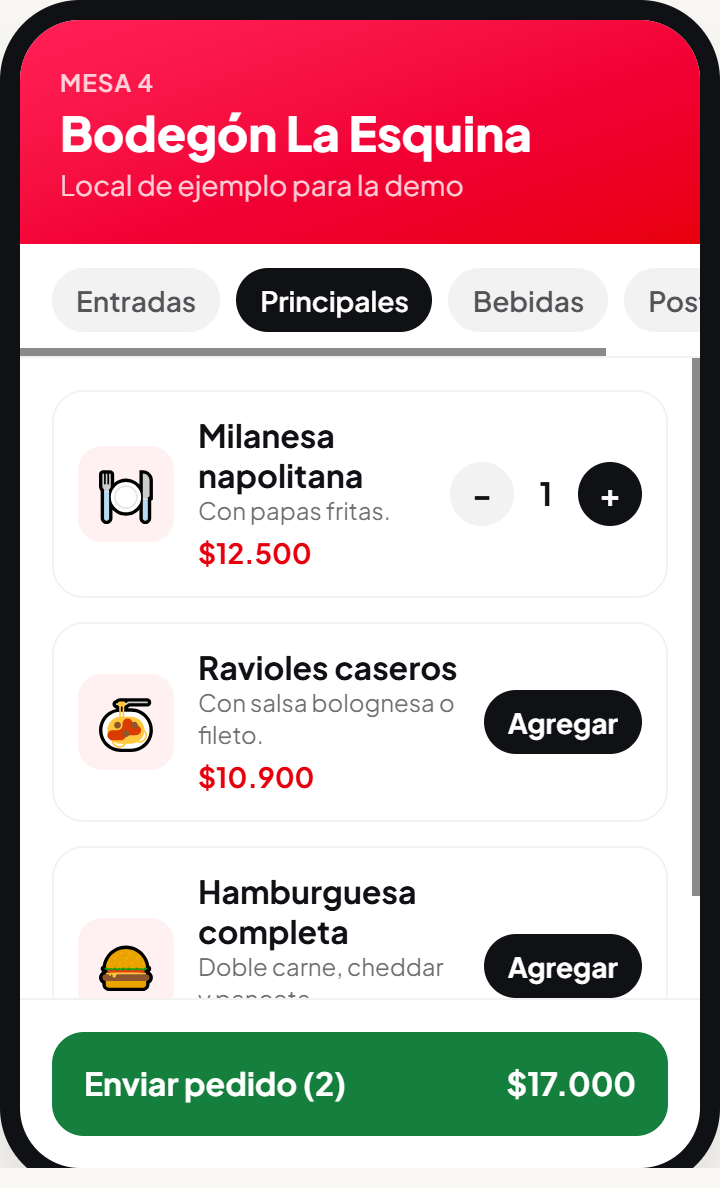 MESA 4
Bodegón La Esquina
Local de ejemplo para la demo
Entradas Principales Bebidas
Milanesa
napolitana
Con papas fritas.
$12.500
- 1 +
Ravioles caseros
Con salsa bolognesa o
fileto.
$10.900
Agregar
Hamburguesa
completa
Doble carne, cheddar
Agregar
Enviar pedido (2) $17.000